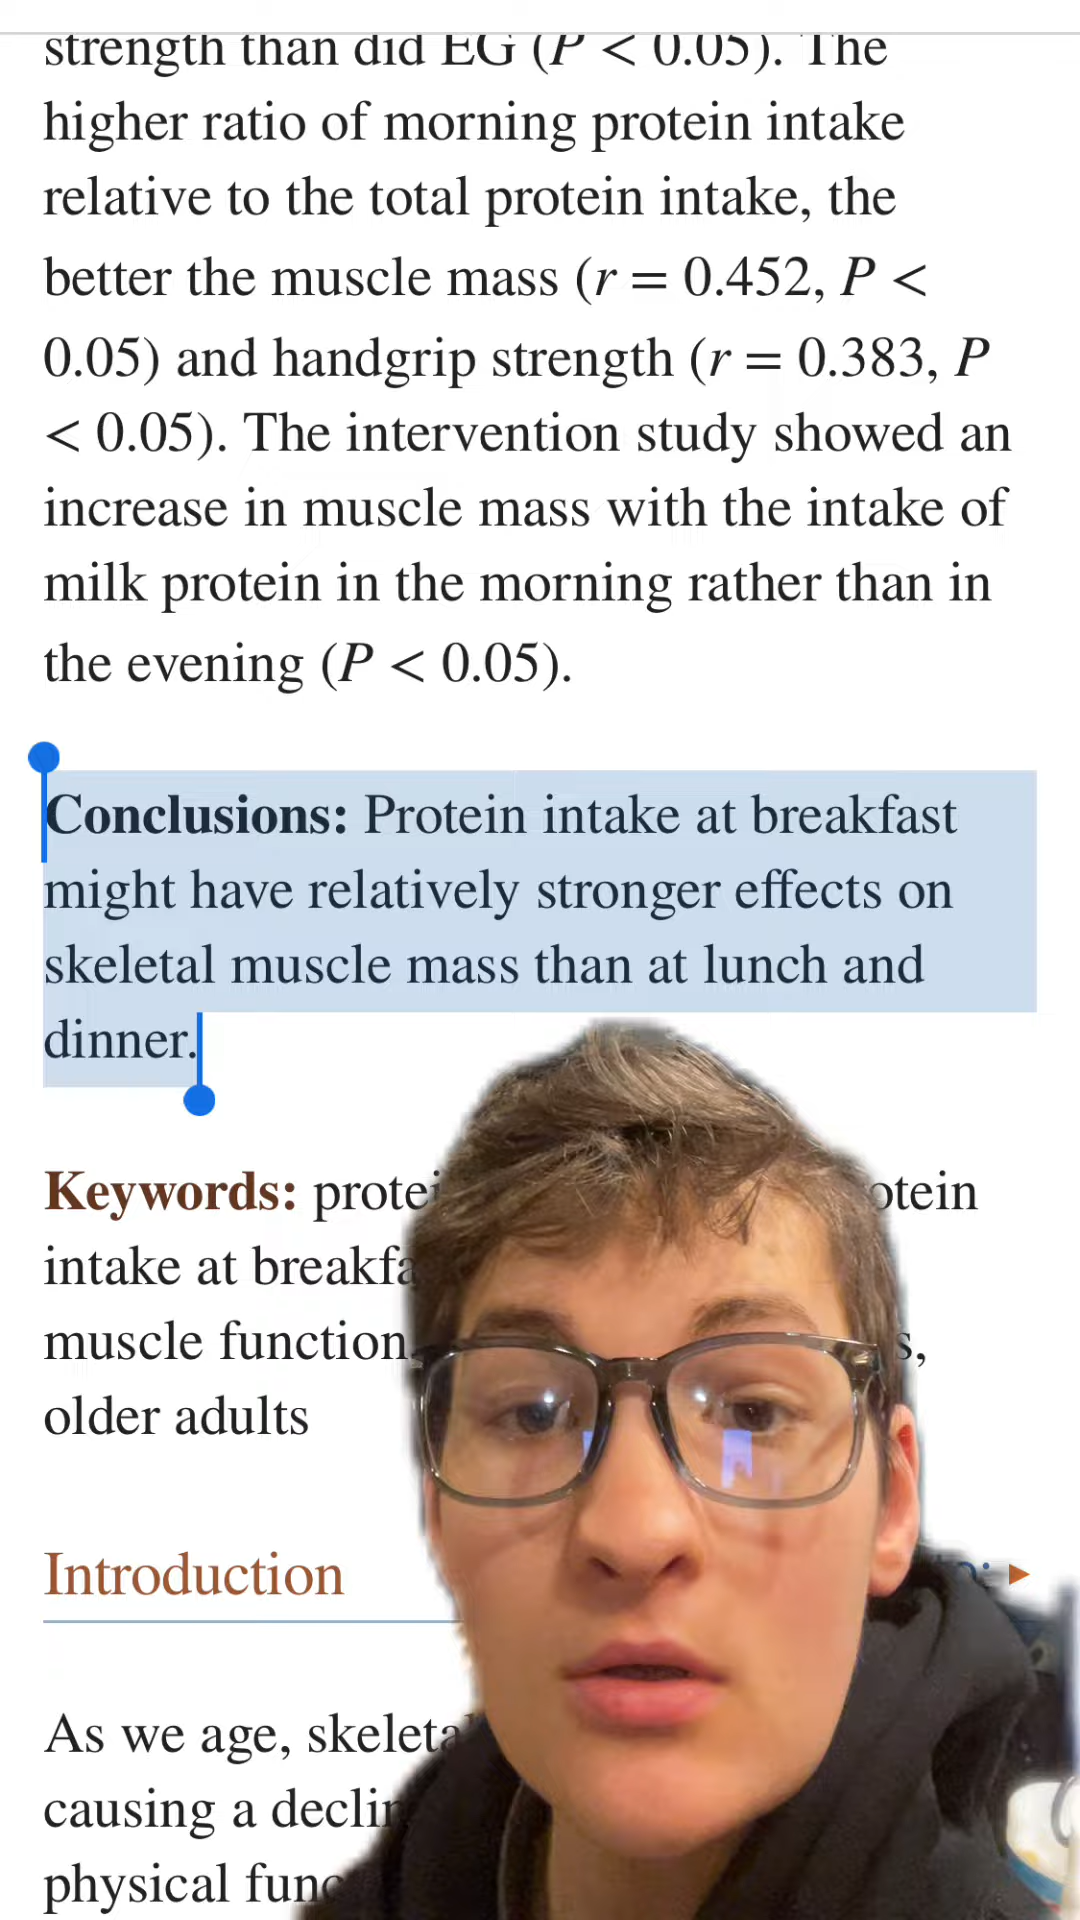 strength than did EG (P < 0.05). The
higher ratio of morning protein intake
relative to the total protein intake, the
better the muscle mass (r = 0.452, P <
0.05) and handgrip strength (r = 0.383, P
< 0.05). The intervention study showed an
increase in muscle mass with the intake of
milk protein in the morning rather than in
the evening (P < 0.05).
Conclusions: Protein intake at breakfast
might have relatively stronger effects on
skeletal muscle mass than at lunch and
dinner.
Keywords:
intake at
muscle function
older adults
Introduction
As we age,
causing a
physical